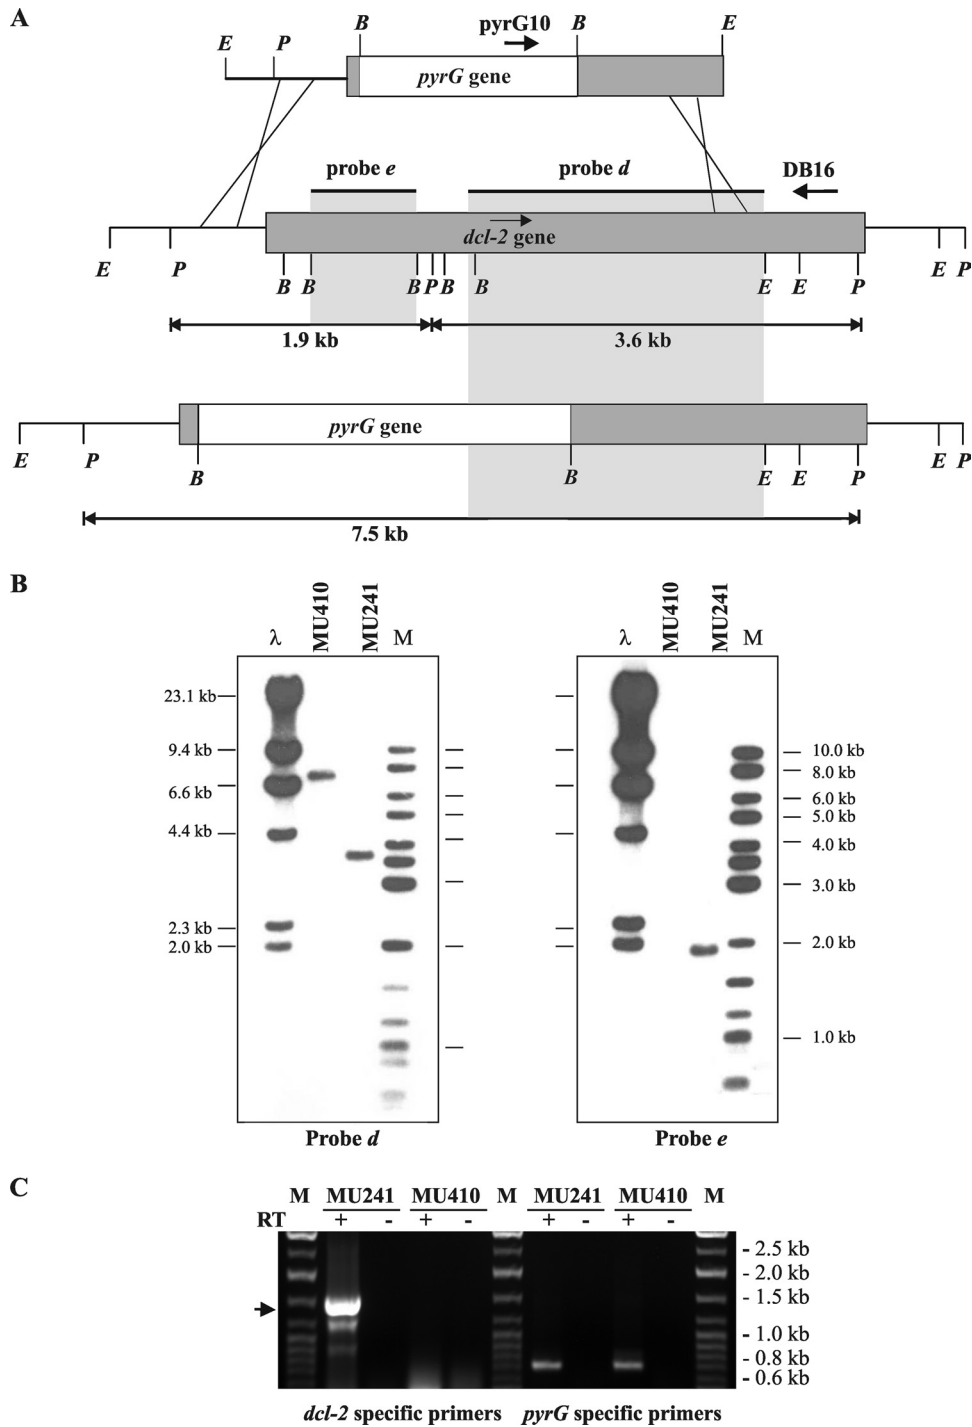 A
B pyrG10 B E
E P
pyrG gene
probe e probe d DB16
dcl-2 gene
E P B B B P B B E E P E P
1.9 kb 3.6 kb
pyrG gene
E P B B E E P E P
7.5 kb
B
λ MU410 MU241 M λ MU410 MU241 M
23.1 kb
9.4 kb 10.0 kb
8.0 kb
6.6 kb 6.0 kb
5.0 kb
4.4 kb 4.0 kb
3.0 kb
2.3 kb
2.0 kb 2.0 kb
1.0 kb
Probe d Probe e
C
M MU241 MU410 M MU241 MU410 M
RT + - + - + - + -
- 2.5 kb
- 2.0 kb
- 1.5 kb
- 1.0 kb
- 0.8 kb
- 0.6 kb
dcl-2 specific primers pyrG specific primers